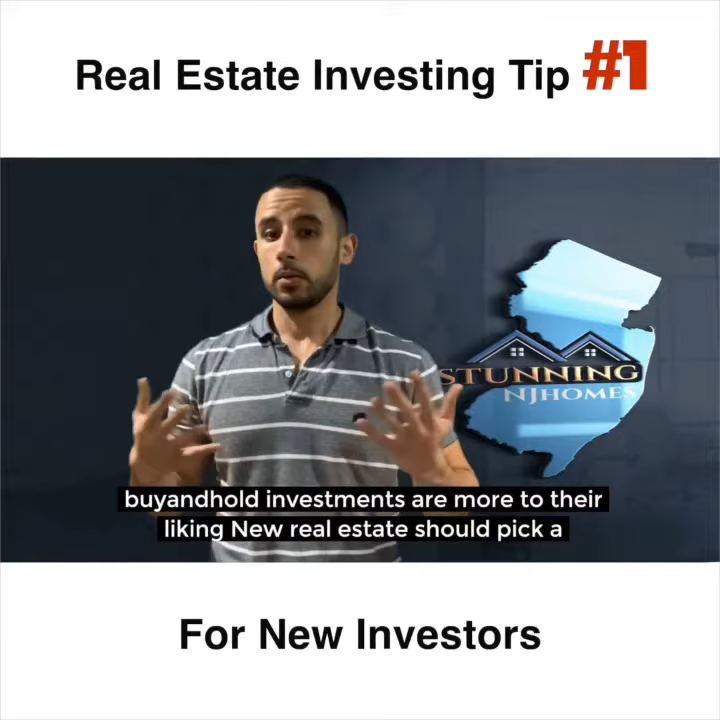 Real Estate Investing Tip #1
STUNNING
NJHOMES
buyandhold investments are more to their
liking New real estate should pick a
For New Investors